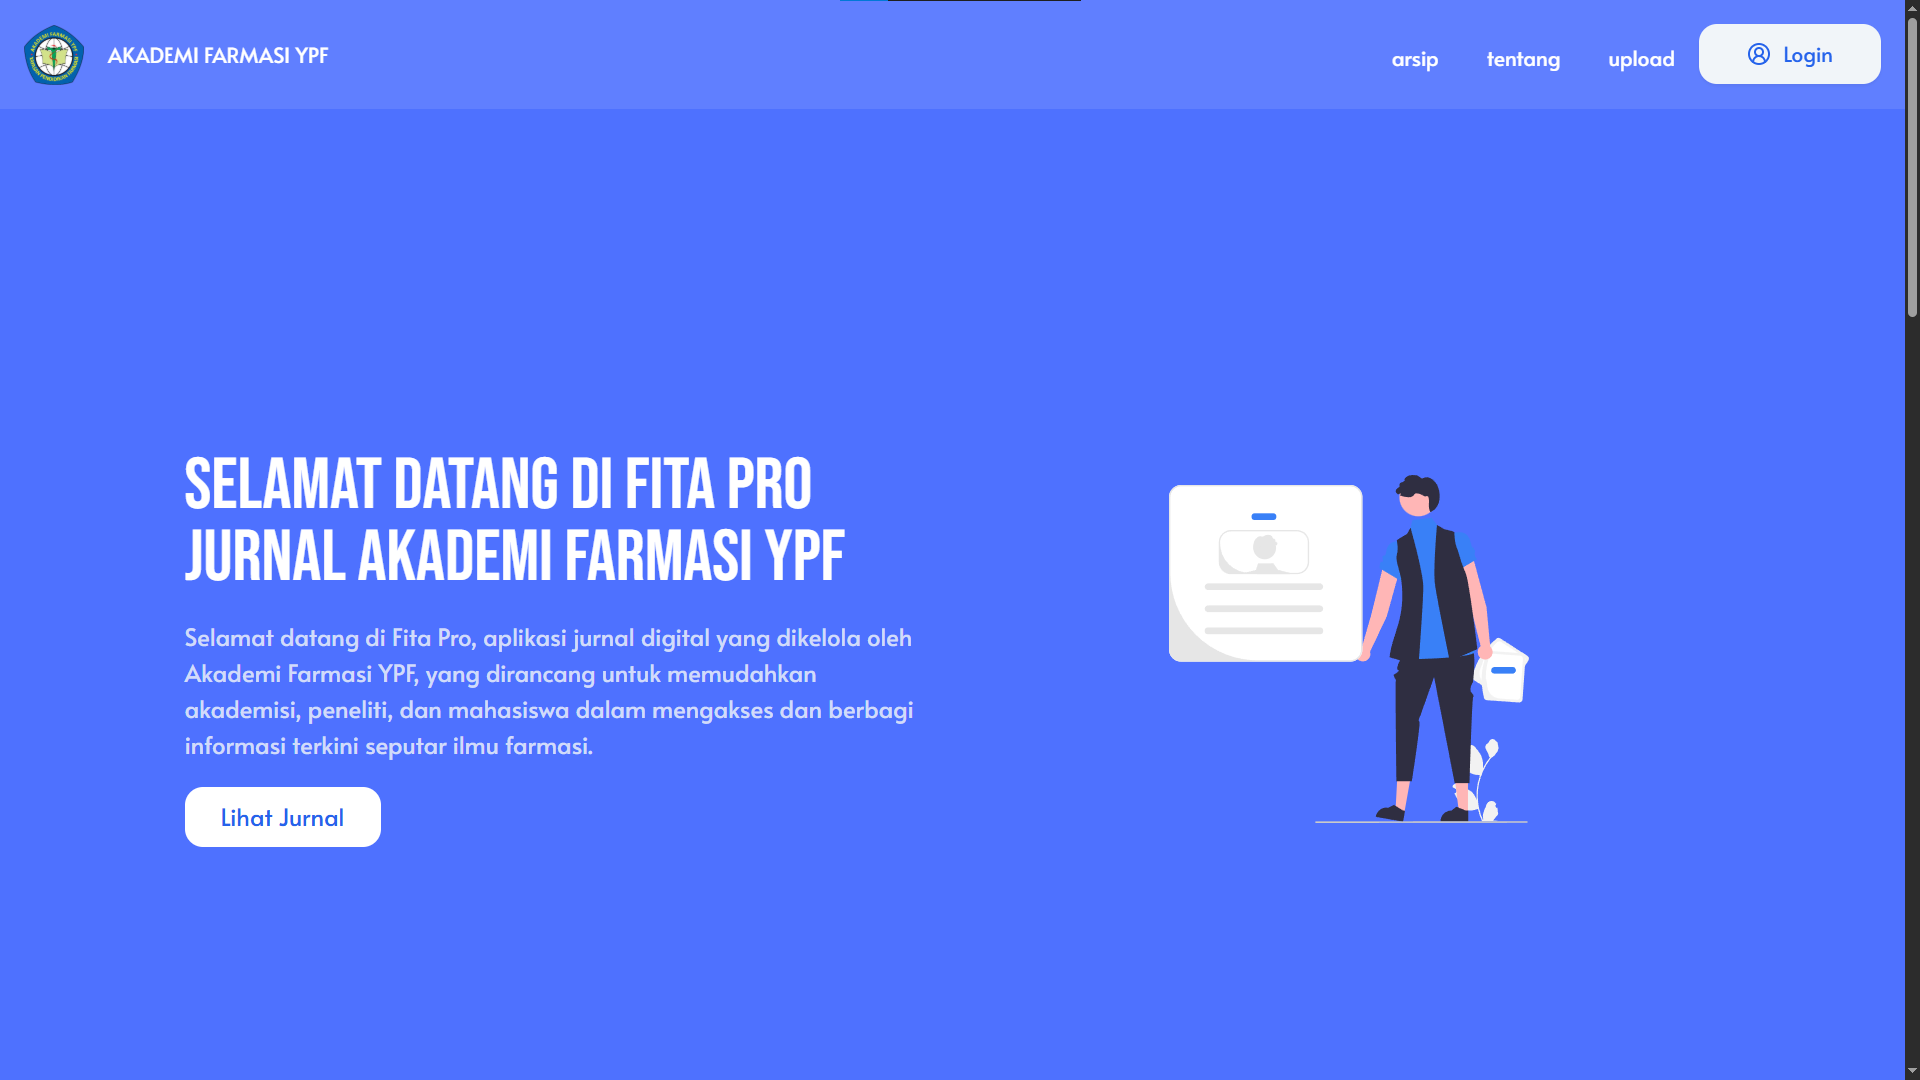 AKADEMI FARMASI YPF
arsip
tentang
upload
Login
SELAMAT DATANG DI FITA PRO
JURNAL AKADEMI FARMASI YPF
Selamat datang di Fita Pro, aplikasi jurnal digital yang dikelola oleh
Akademi Farmasi YPF, yang dirancang untuk memudahkan
akademisi, peneliti, dan mahasiswa dalam mengakses dan berbagi
informasi terkini seputar ilmu farmasi.
Lihat Jurnal